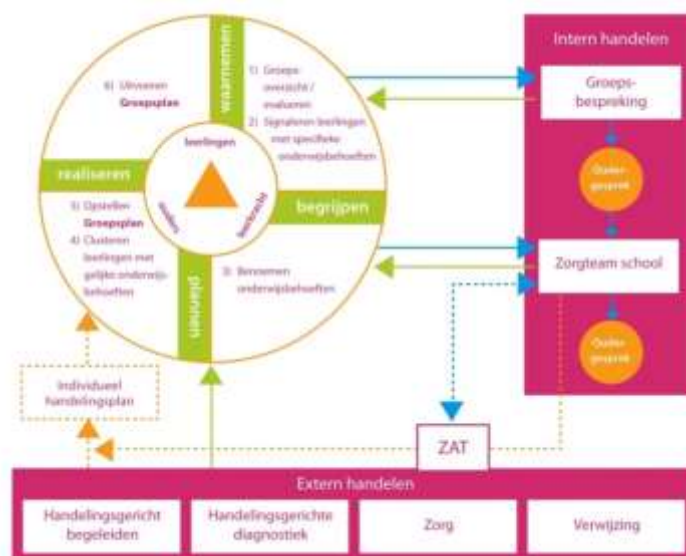 waarnemen
1) Groeps-
overzicht /
evalueren
2) Signaleren leerlingen
met specifieke
onderwijsbehoeften
begrijpen
3) Benoemen
onderwijsbehoeften
plannen
5) Opstellen
Groepsplan
4) Clusteren
leerlingen met
gelijke onderwijs-
behoeften
realiseren
6) Uitvoeren
Groepsplan
leerlingen
ouders
leerkracht
Intern handelen
Groeps-
bespreking
Ouder-
gesprek
Zorgteam school
Ouder-
gesprek
Individueel
handelingsplan
ZAT
Extern handelen
Handelingsgericht
begeleiden
Handelingsgerichte
diagnostiek
Zorg
Verwijzing